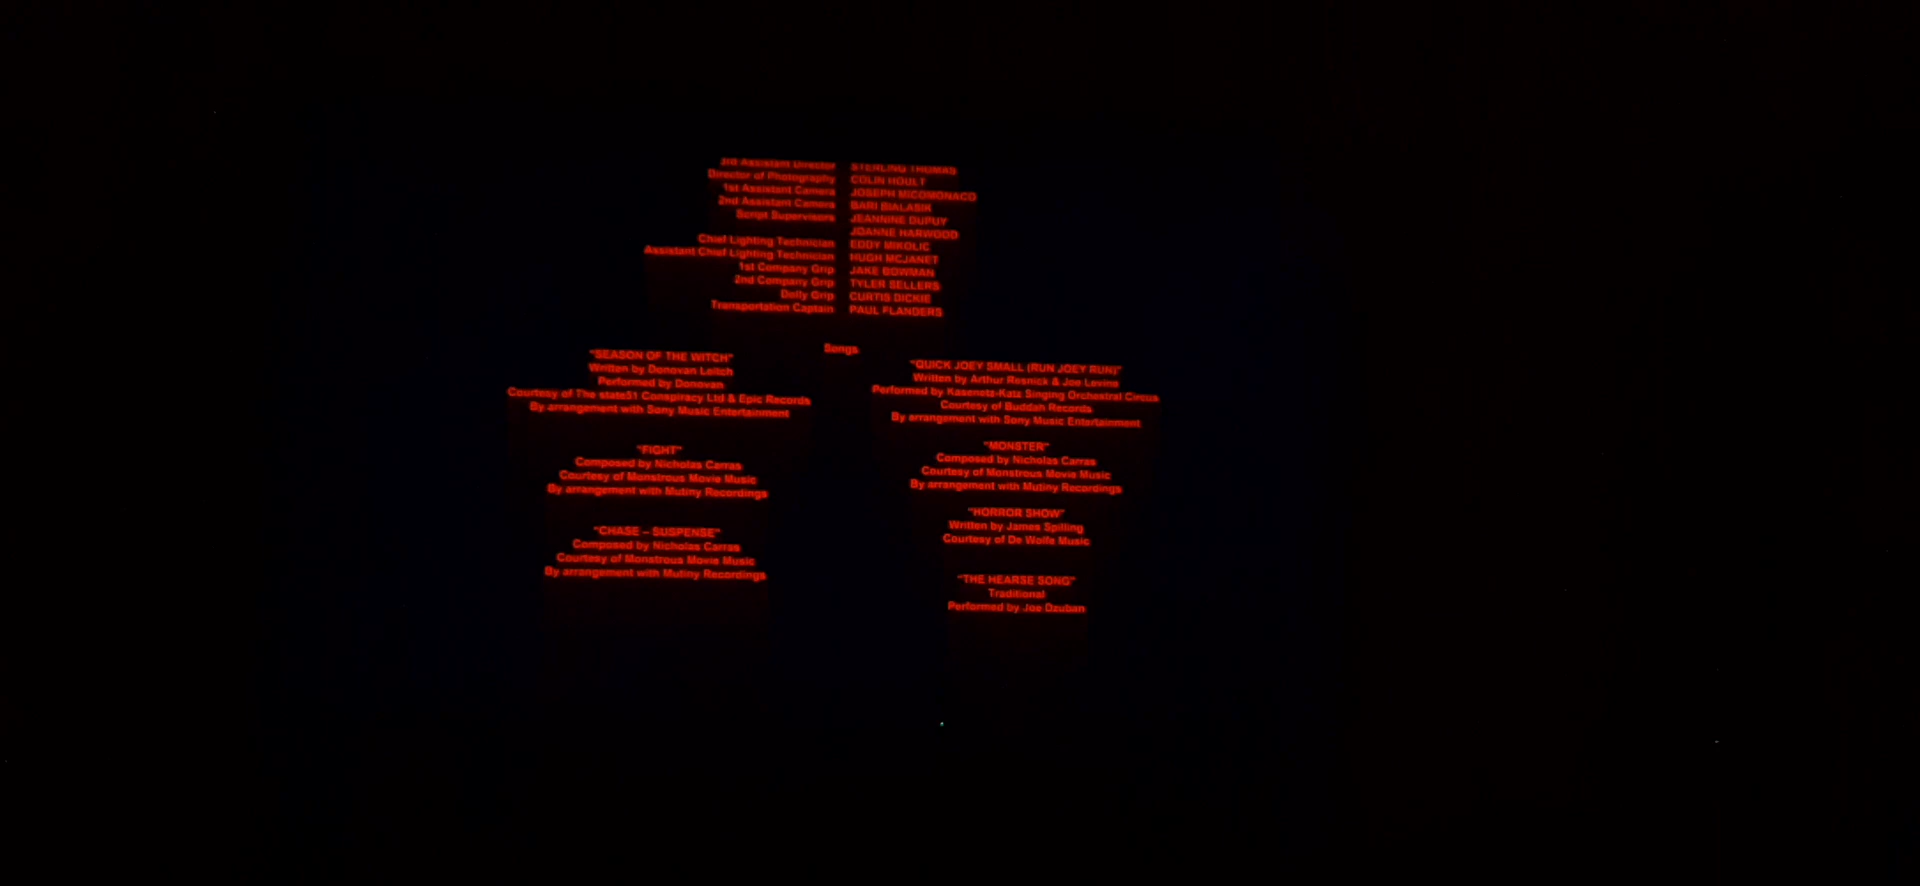 3rd Assistant Director STERLING THOMAS
Director of Photography COLIN HOULT
1st Assistant Camera JOSEPH MICOMONACO
2nd Assistant Camera BARI BIALASIK
Script Supervisors JEANNINE DUPUY
JOANNE HARWOOD
Chief Lighting Technician EDDY MIKOLIC
Assistant Chief Lighting Technician HUGH MCJANET
1st Company Grip JAKE BOWMAN
2nd Company Grip TYLER SELLERS
Dolly Grip CURTIS DICKIE
Transportation Captain PAUL FLANDERS
Songs
"SEASON OF THE WITCH"
Written by Donovan Leitch
Performed by Donovan
Courtesy of The state51 Conspiracy Ltd & Epic Records
By arrangement with Sony Music Entertainment
"FIGHT"
Composed by Nicholas Carras
Courtesy of Monstrous Movie Music
By arrangement with Mutiny Recordings
"CHASE – SUSPENSE"
Composed by Nicholas Carras
Courtesy of Monstrous Movie Music
By arrangement with Mutiny Recordings
"QUICK JOEY SMALL (RUN JOEY RUN)"
Written by Arthur Resnick & Joe Levine
Performed by Kasenetz-Katz Singing Orchestral Circus
Courtesy of Buddah Records
By arrangement with Sony Music Entertainment
"MONSTER"
Composed by Nicholas Carras
Courtesy of Monstrous Movie Music
By arrangement with Mutiny Recordings
"HORROR SHOW"
Written by James Spilling
Courtesy of De Wolfe Music
"THE HEARSE SONG"
Traditional
Performed by Joe Dzuban